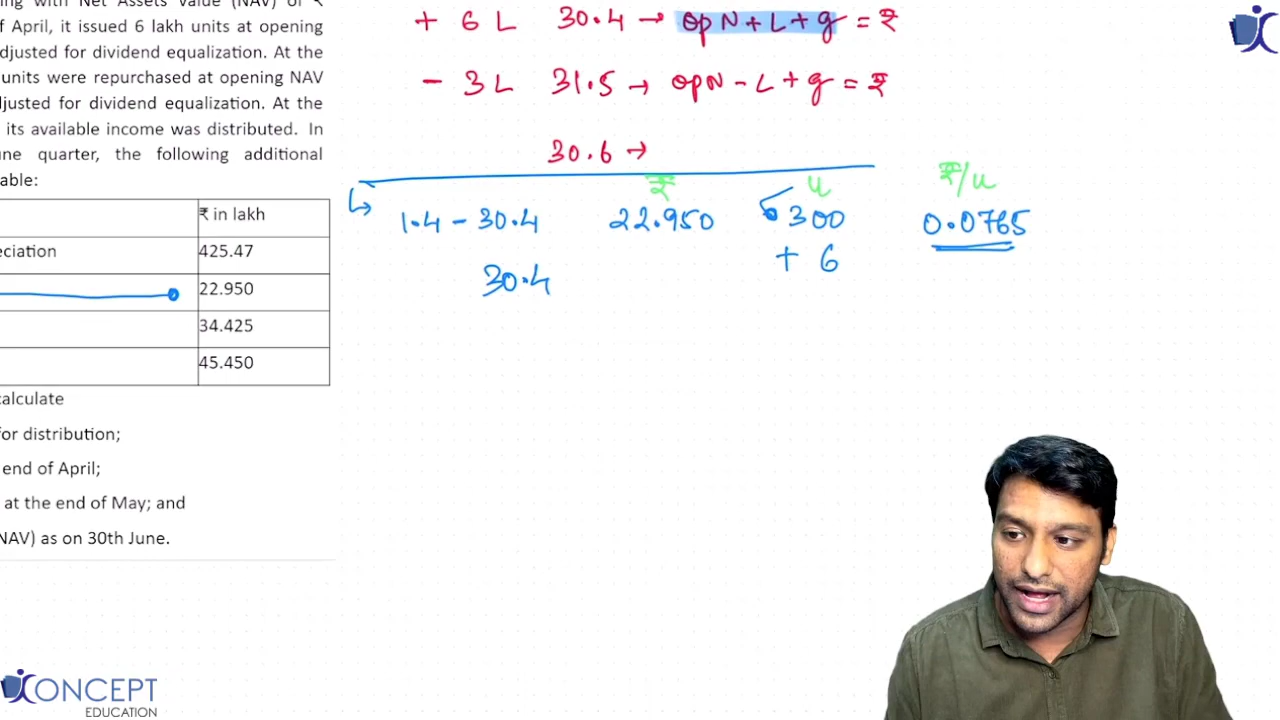 ing with Net Assets Value (NAV) of ₹
f April, it issued 6 lakh units at opening
djusted for dividend equalization. At the
units were repurchased at opening NAV
djusted for dividend equalization. At the
its available income was distributed. In
une quarter, the following additional
able:
₹ in lakh
eciation 425.47
22.950
34.425
45.450
calculate
for distribution;
end of April;
at the end of May; and
NAV) as on 30th June.
+ 6 L 30.4 → opN + L + g = ₹
- 3 L 31.5 → opN - L + g = ₹
30.6 →
₹ u ₹/u
1.4 - 30.4 22.950 300 0.0765
30.4 + 6
CONCEPT
EDUCATION